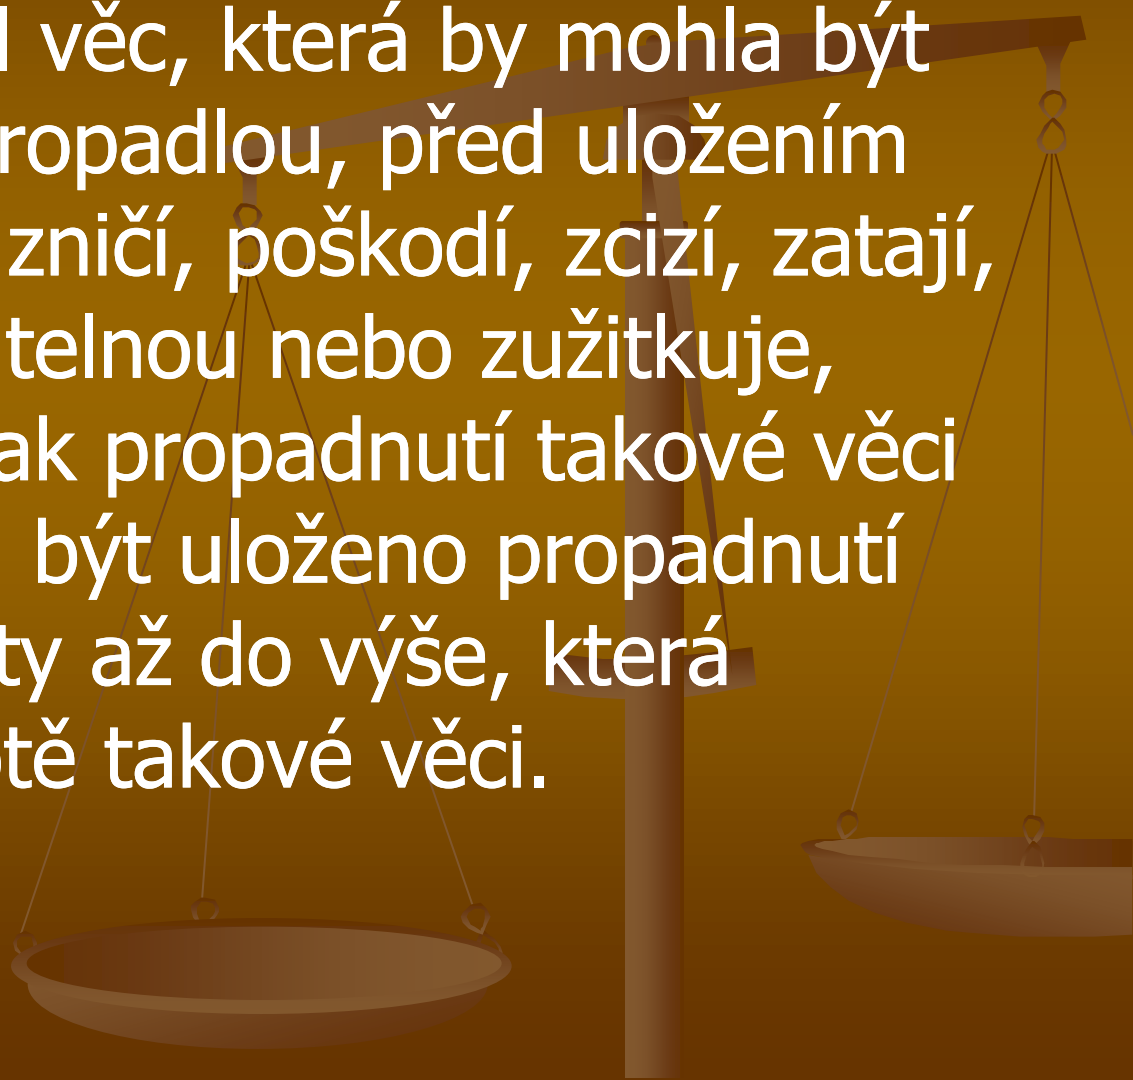 věc, která by mohla být
ropadlou, před uložením
zničí, poškodí, zcizí, zatají,
telnou nebo zužitkuje,
ak propadnutí takové věci
být uloženo propadnutí
ty až do výše, která
tě takové věci.